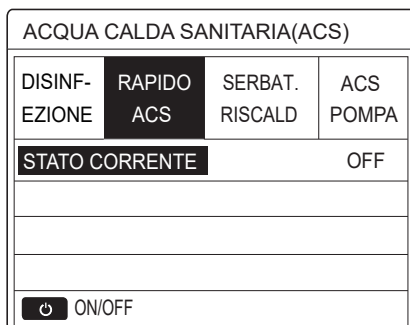 ACQUA CALDA SANITARIA(ACS)
DISINF-
EZIONE
RAPIDO
ACS
SERBAT.
RISCALD
ACS
POMPA
STATO CORRENTE OFF
ON/OFF